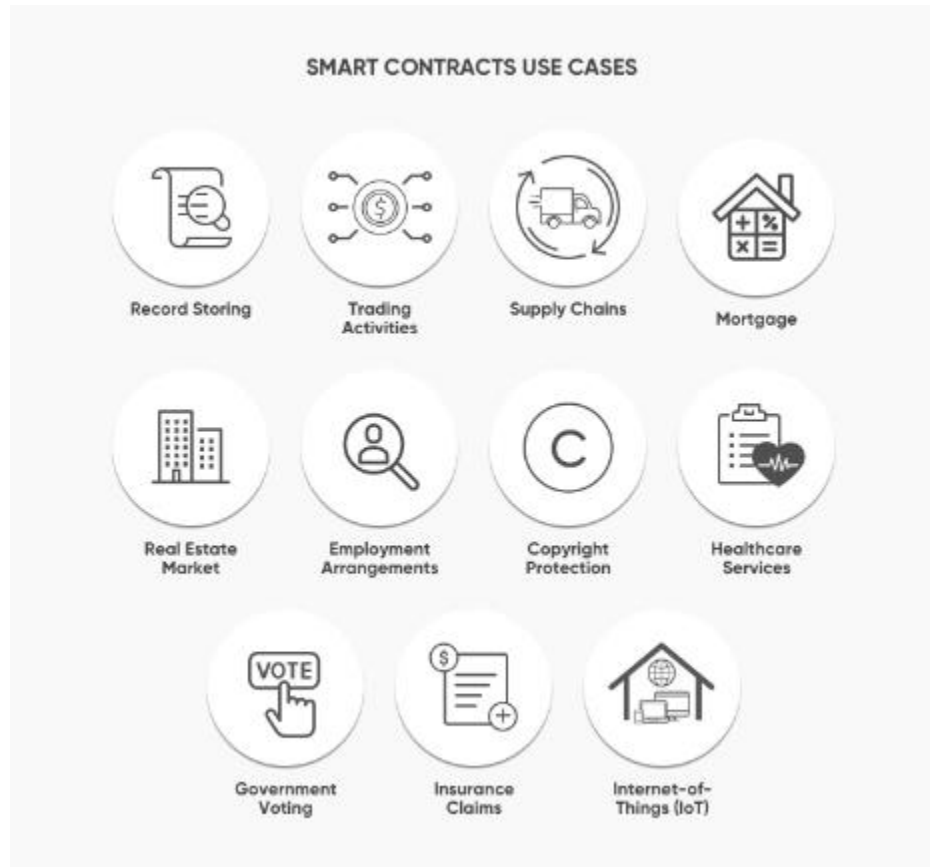 SMART CONTRACTS USE CASES
Record Storing
Trading
Activities
Supply Chains
Mortgage
Real Estate
Market
Employment
Arrangements
Copyright
Protection
Healthcare
Services
VOTE
Government
Voting
Insurance
Claims
Internet-of-
Things (IoT)